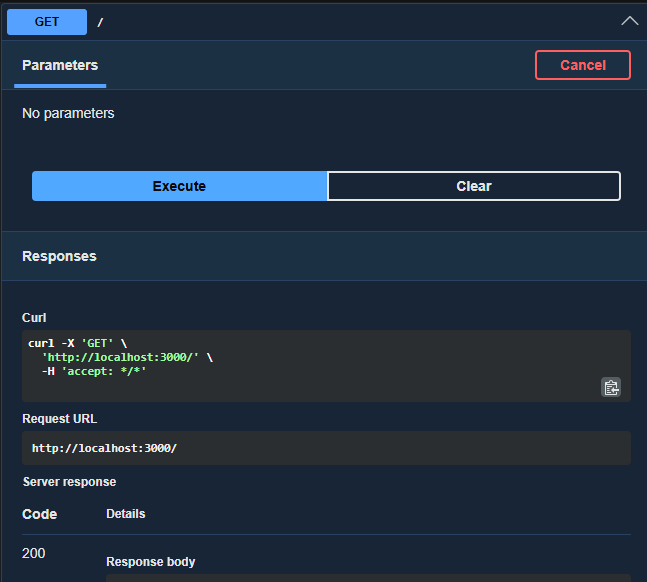 GET /
Parameters
Cancel
No parameters
Execute
Clear
Responses
Curl
curl -X 'GET' \
  'http://localhost:3000/' \
  -H 'accept: */*'
Request URL
http://localhost:3000/
Server response
Code Details
200
Response body